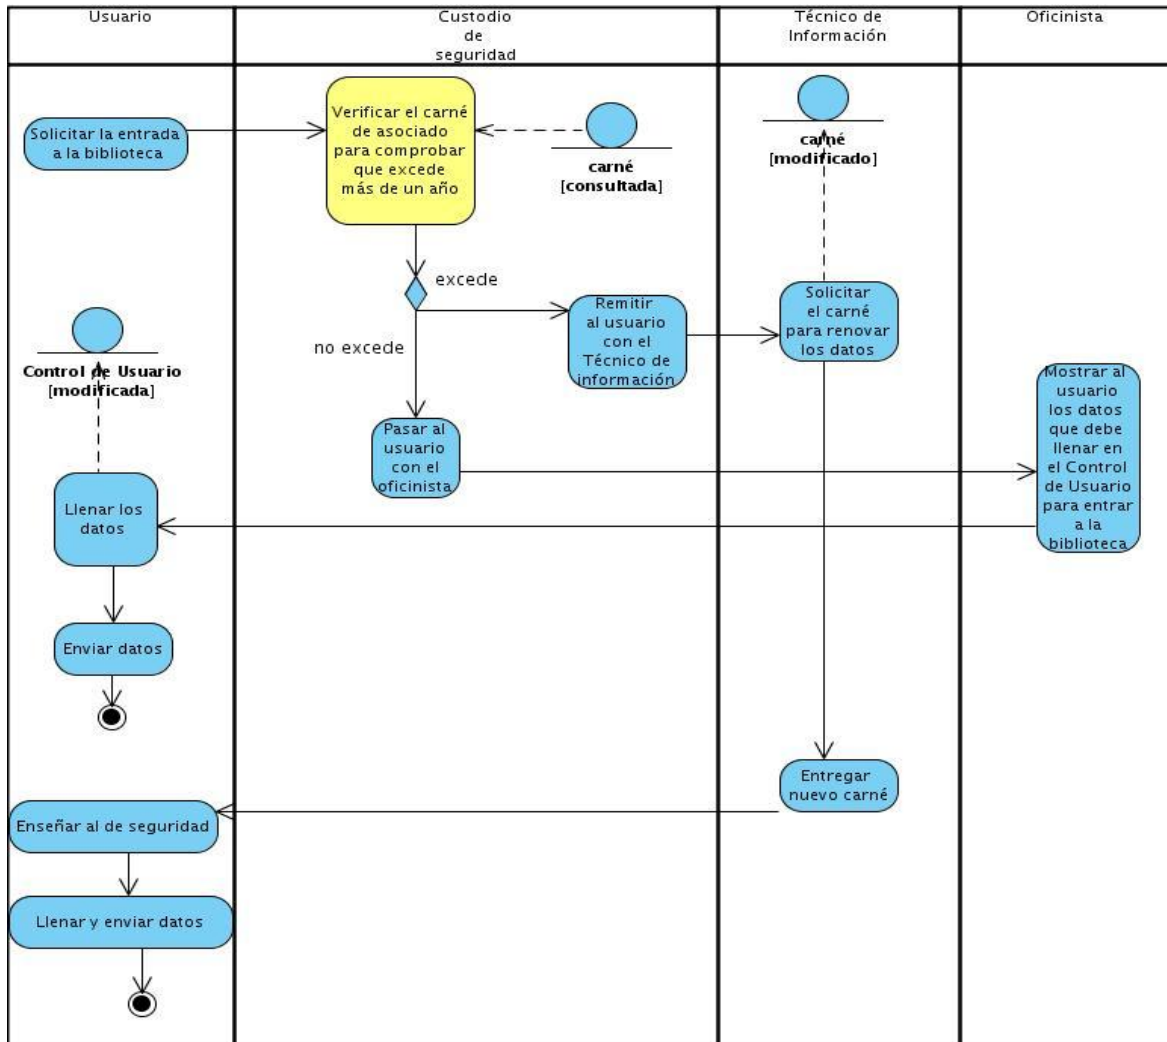 Usuario
Custodio
de
seguridad
Técnico de
Información
Oficinista
Solicitar la entrada
a la biblioteca
Verificar el carné
de asociado
para comprobar
que excede
más de un año
carné
[consultada]
carné
[modificado]
excede
no excede
Remitir
al usuario
con el
Técnico de
información
Solicitar
el carné
para renovar
los datos
Control de Usuario
[modificada]
Pasar al
usuario
con el
oficinista
Mostrar al
usuario
los datos
que debe
llenar en
el Control
de Usuario
para entrar
a la
biblioteca
Llenar los
datos
Enviar datos
Entregar
nuevo carné
Enseñar al de seguridad
Llenar y enviar datos